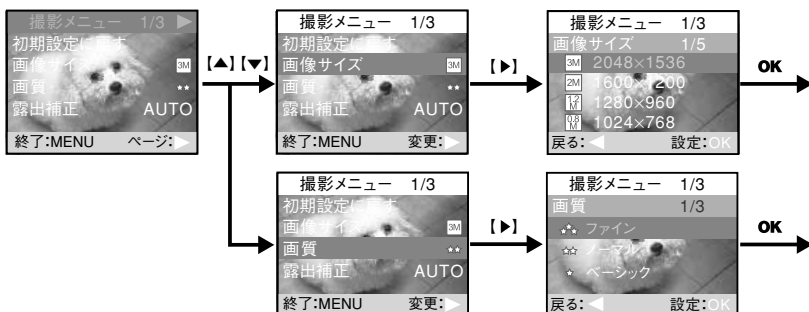 撮影メニュー 1/3 ▶
初期設定に戻す
画像サイズ 3M
画質 ★★
露出補正 AUTO
終了:MENU ページ:▷
【▲】【▼】
撮影メニュー 1/3
初期設定に戻す
画像サイズ 3M
画質 ★★
露出補正 AUTO
終了:MENU 変更:▷
【▶】
撮影メニュー 1/3
画像サイズ 1/5
3M 2048×1536
2M 1600×1200
1.2M 1280×960
0.8M 1024×768
戻る:◁ 設定:OK
OK
撮影メニュー 1/3
初期設定に戻す
画像サイズ 3M
画質 ★★
露出補正 AUTO
終了:MENU 変更:▷
【▶】
撮影メニュー 1/3
画質 1/3
☆☆☆ ファイン
☆☆ ノーマル
★ ベーシック
戻る:◁ 設定:OK
OK